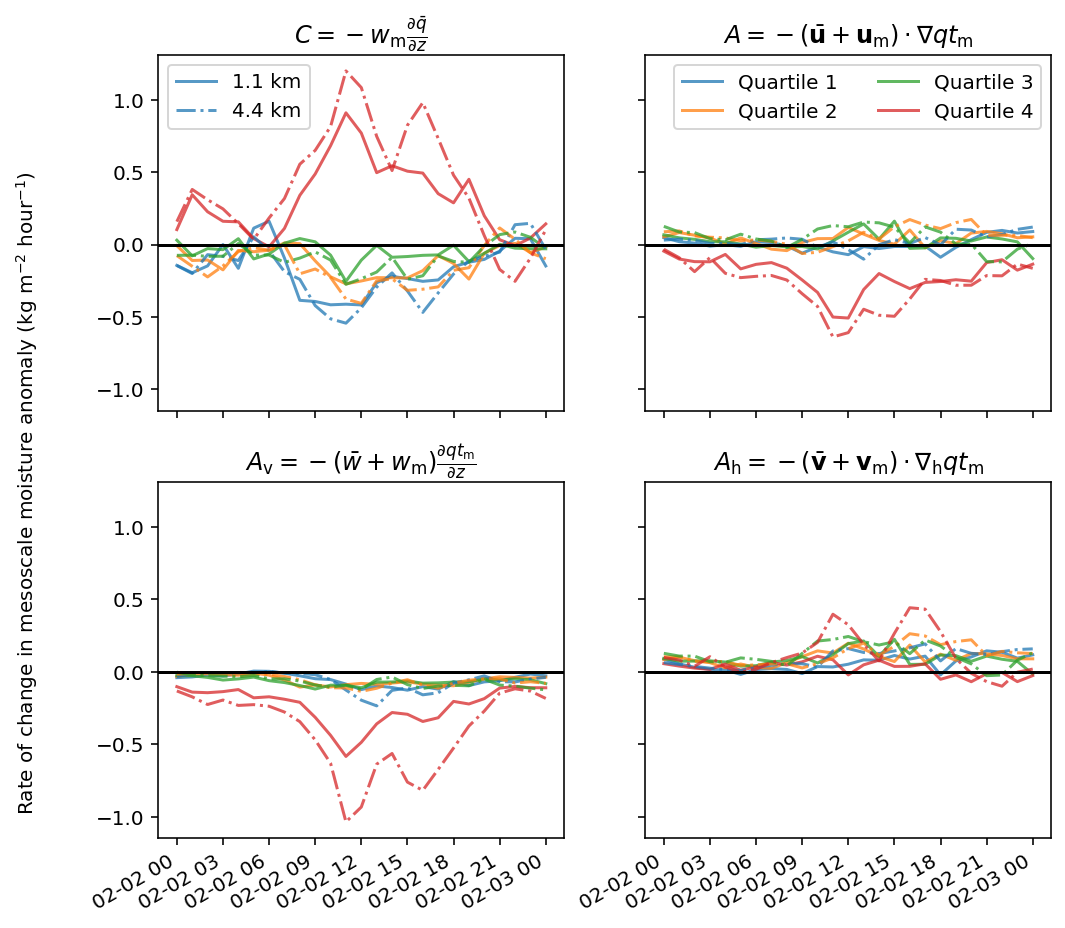 Rate of change in mesoscale moisture anomaly (kg m⁻² hour⁻¹)
C = −w_m ∂q̄/∂z
1.0
0.5
0.0
−0.5
−1.0
1.1 km
4.4 km
A = −(ū + u_m) · ∇qt_m
Quartile 1
Quartile 2
Quartile 3
Quartile 4
A_v = −(w̄ + w_m) ∂qt_m/∂z
1.0
0.5
0.0
−0.5
−1.0
02-02 00
02-02 03
02-02 06
02-02 09
02-02 12
02-02 15
02-02 18
02-02 21
02-03 00
A_h = −(v̄ + v_m) · ∇_h qt_m
02-02 00
02-02 03
02-02 06
02-02 09
02-02 12
02-02 15
02-02 18
02-02 21
02-03 00